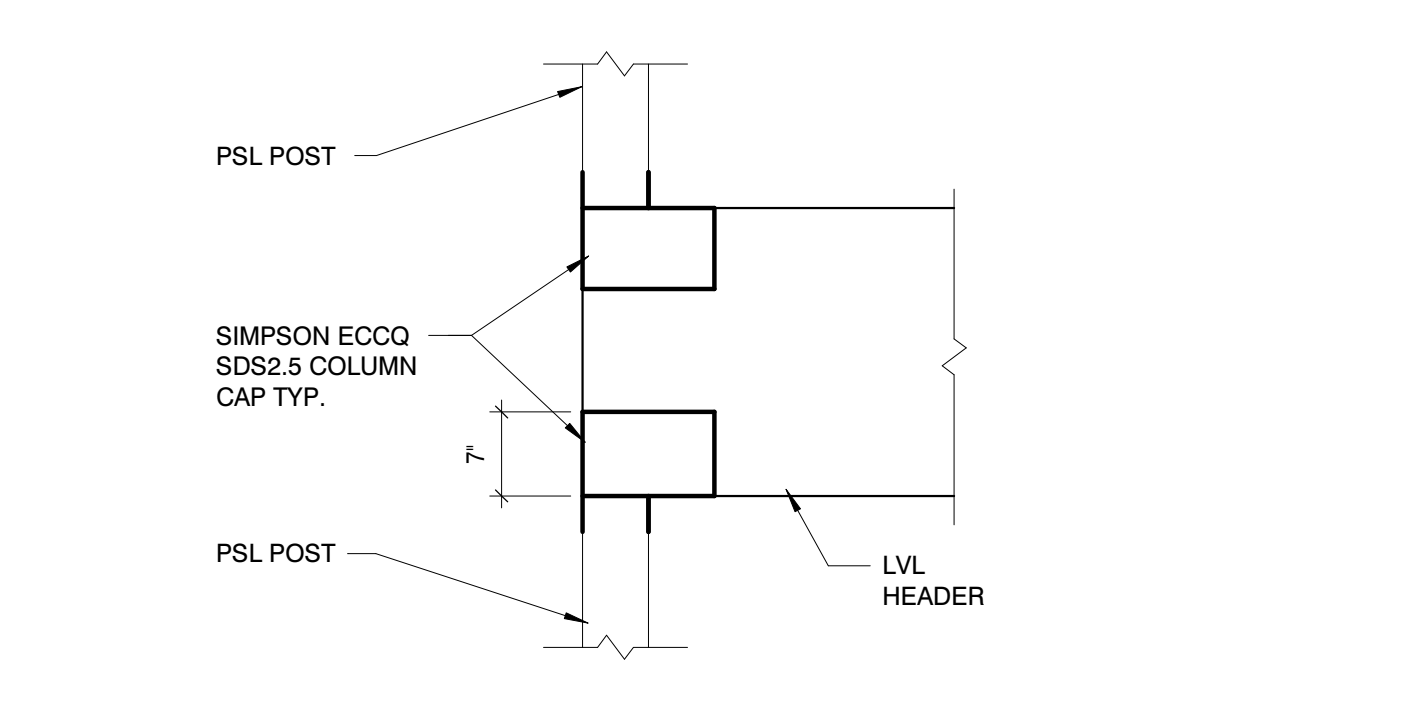 PSL POST
SIMPSON ECCQ
SDS2.5 COLUMN
CAP TYP.
7"
PSL POST
LVL
HEADER